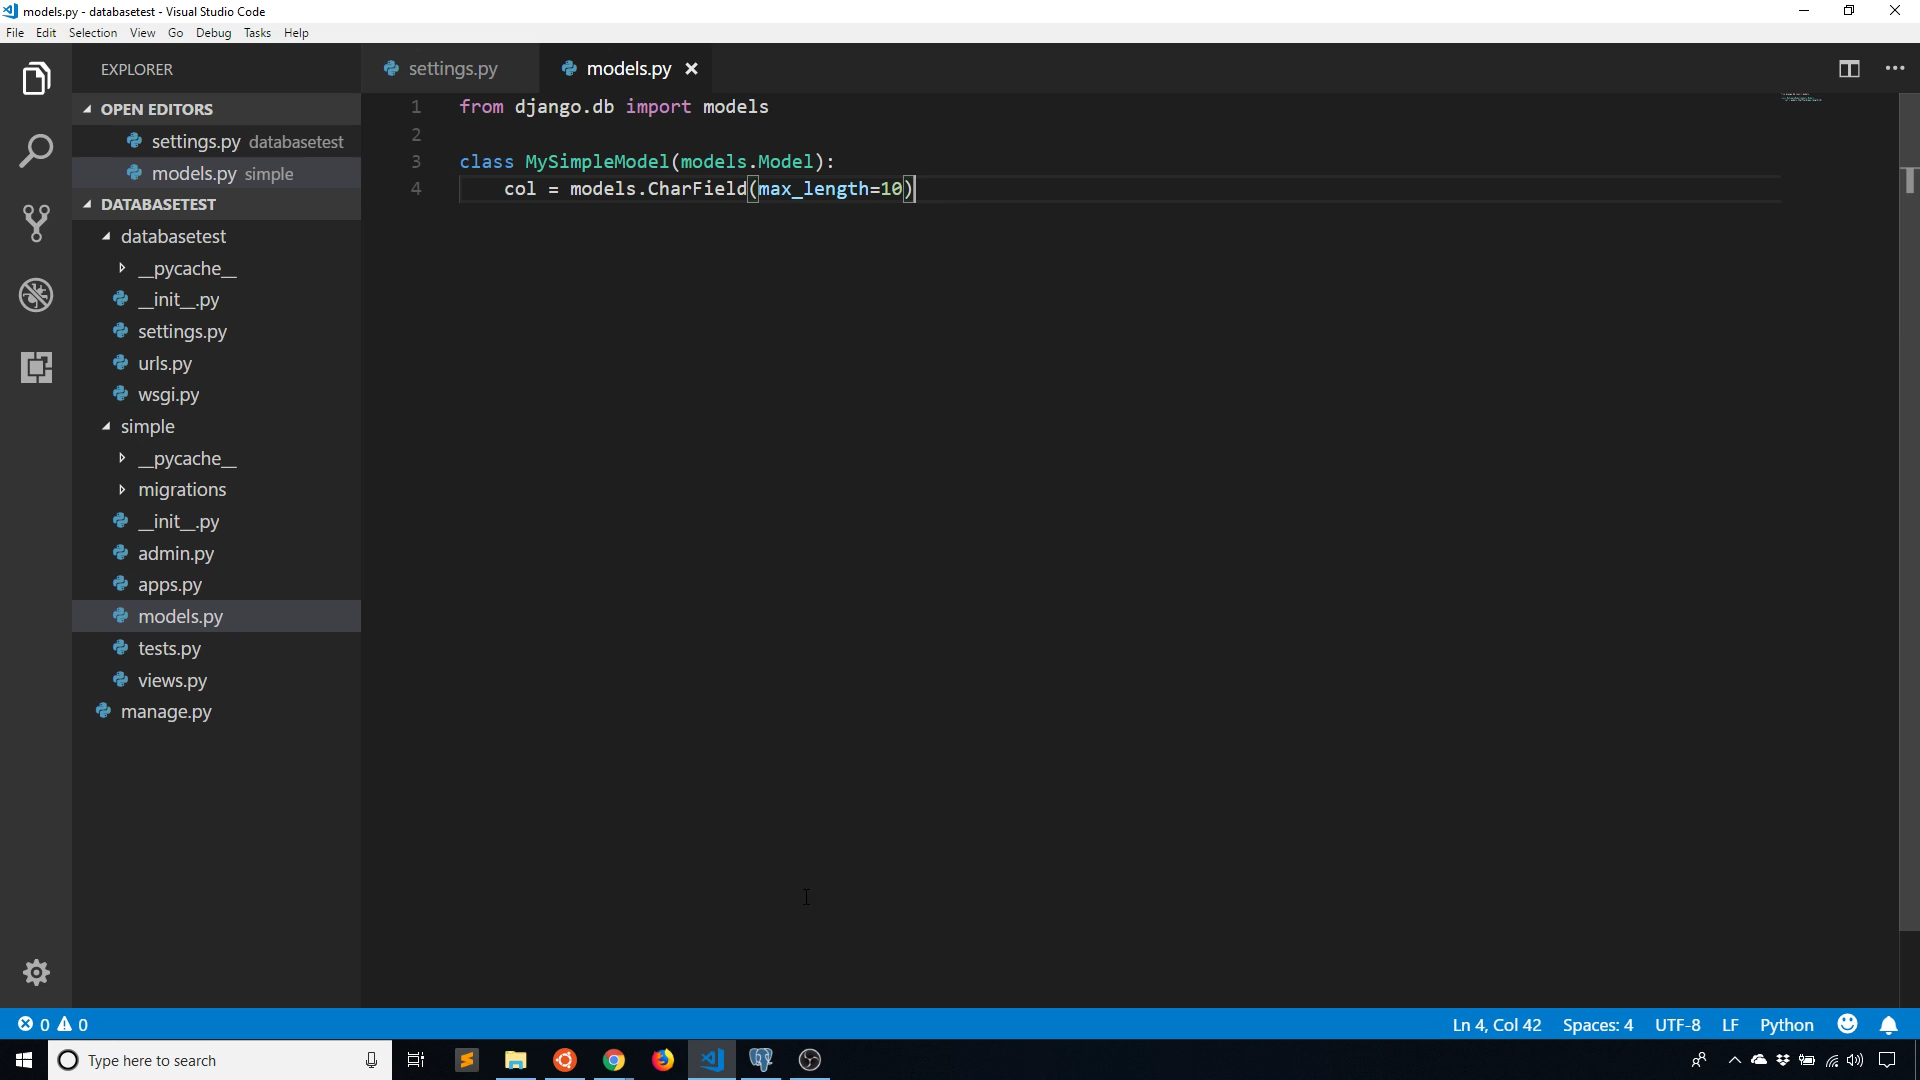 models.py - databasetest - Visual Studio Code
File Edit Selection View Go Debug Tasks Help
EXPLORER
OPEN EDITORS
settings.py databasetest
models.py simple
DATABASETEST
databasetest
__pycache__
__init__.py
settings.py
urls.py
wsgi.py
simple
__pycache__
migrations
__init__.py
admin.py
apps.py
models.py
tests.py
views.py
manage.py
settings.py models.py
1 from django.db import models
2
3 class MySimpleModel(models.Model):
4 col = models.CharField(max_length=10)
0 0 Ln 4, Col 42 Spaces: 4 UTF-8 LF Python
Type here to search